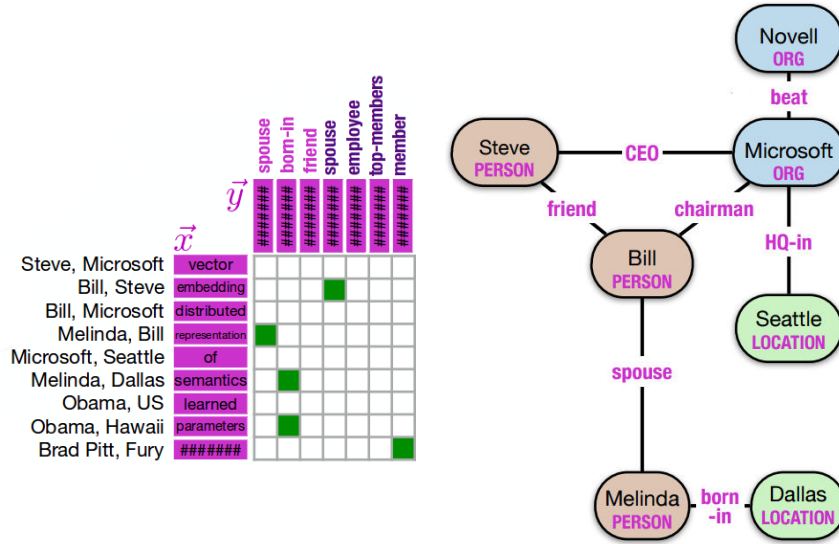 spouse
born-in
friend
spouse
employee
top-members
member
y
#######
#######
#######
#######
#######
#######
#######
x
Steve, Microsoft vector
Bill, Steve embedding
Bill, Microsoft distributed
Melinda, Bill representation
Microsoft, Seattle of
Melinda, Dallas semantics
Obama, US learned
Obama, Hawaii parameters
Brad Pitt, Fury #######
Novell
ORG
beat
Steve
PERSON
CEO
Microsoft
ORG
friend
chairman
HQ-in
Bill
PERSON
Seattle
LOCATION
spouse
Melinda
PERSON
born
-in
Dallas
LOCATION